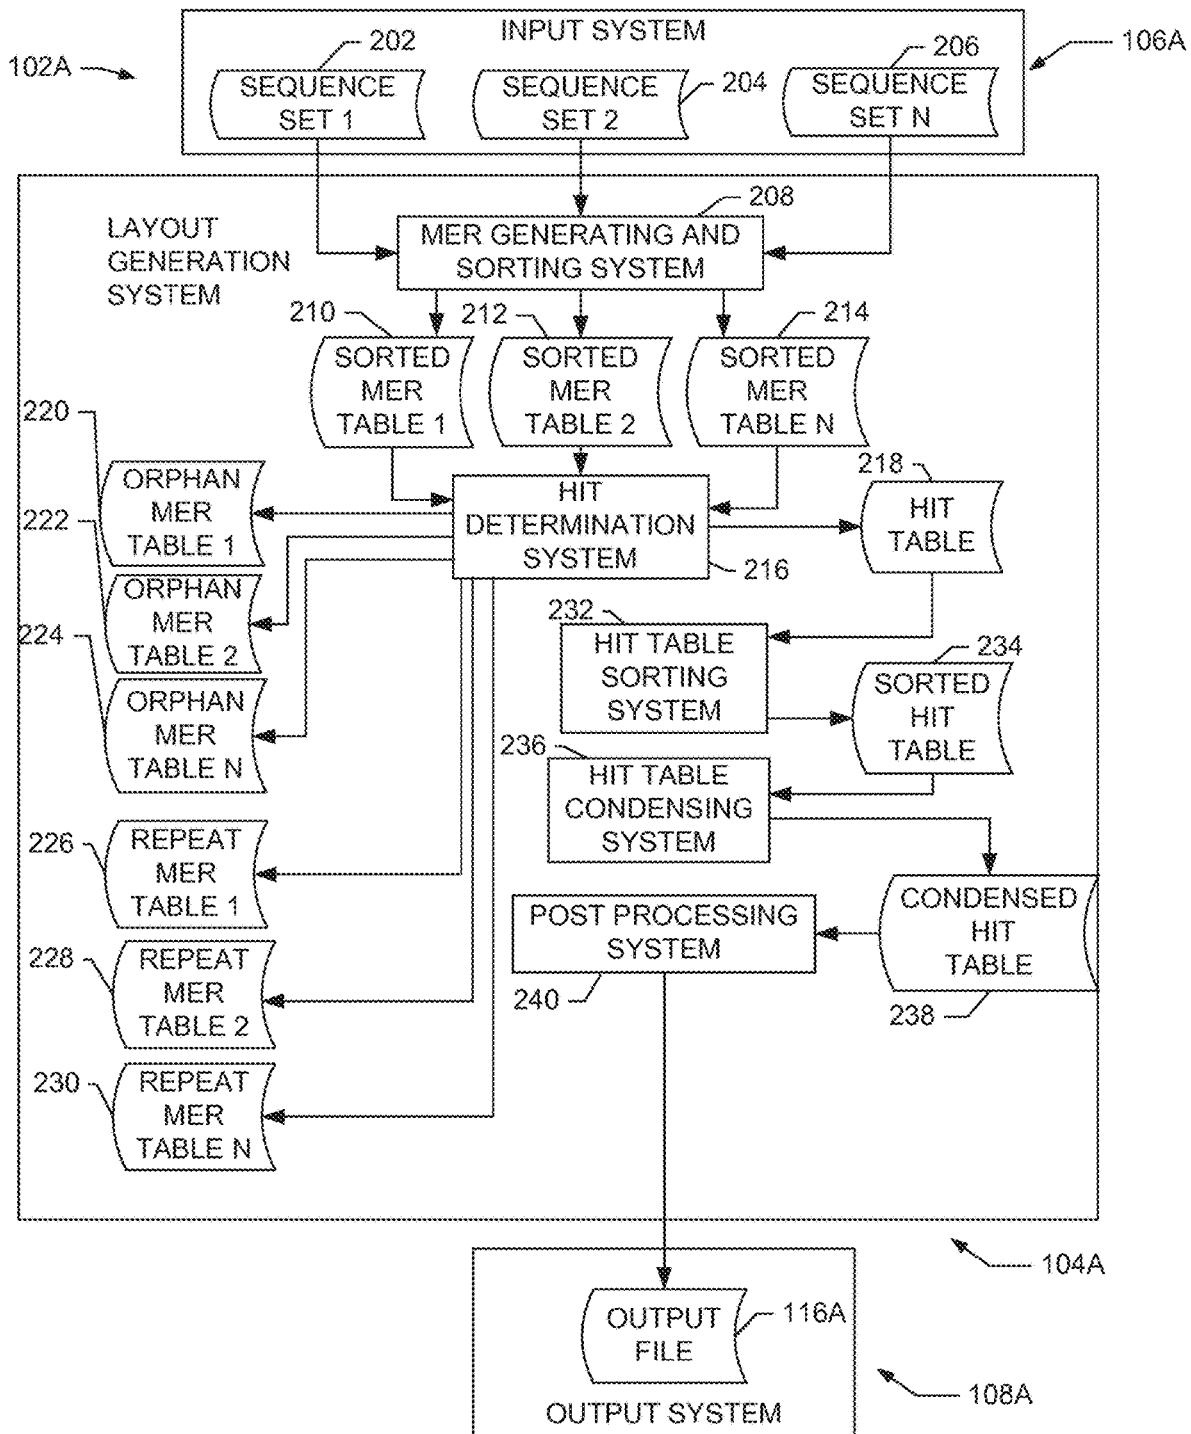 INPUT SYSTEM
202
206
106A
102A
SEQUENCE
SET 1
SEQUENCE
SET 2
204
SEQUENCE
SET N
LAYOUT
GENERATION
SYSTEM
208
MER GENERATING AND
SORTING SYSTEM
210
212
214
SORTED
MER
TABLE 1
SORTED
MER
TABLE 2
SORTED
MER
TABLE N
220
ORPHAN
MER
TABLE 1
HIT
DETERMINATION
SYSTEM
216
218
HIT
TABLE
222
ORPHAN
MER
TABLE 2
224
ORPHAN
MER
TABLE N
232
HIT TABLE
SORTING
SYSTEM
234
SORTED
HIT
TABLE
236
HIT TABLE
CONDENSING
SYSTEM
226
REPEAT
MER
TABLE 1
POST PROCESSING
SYSTEM
240
CONDENSED
HIT
TABLE
238
228
REPEAT
MER
TABLE 2
230
REPEAT
MER
TABLE N
104A
OUTPUT
FILE
116A
108A
OUTPUT SYSTEM